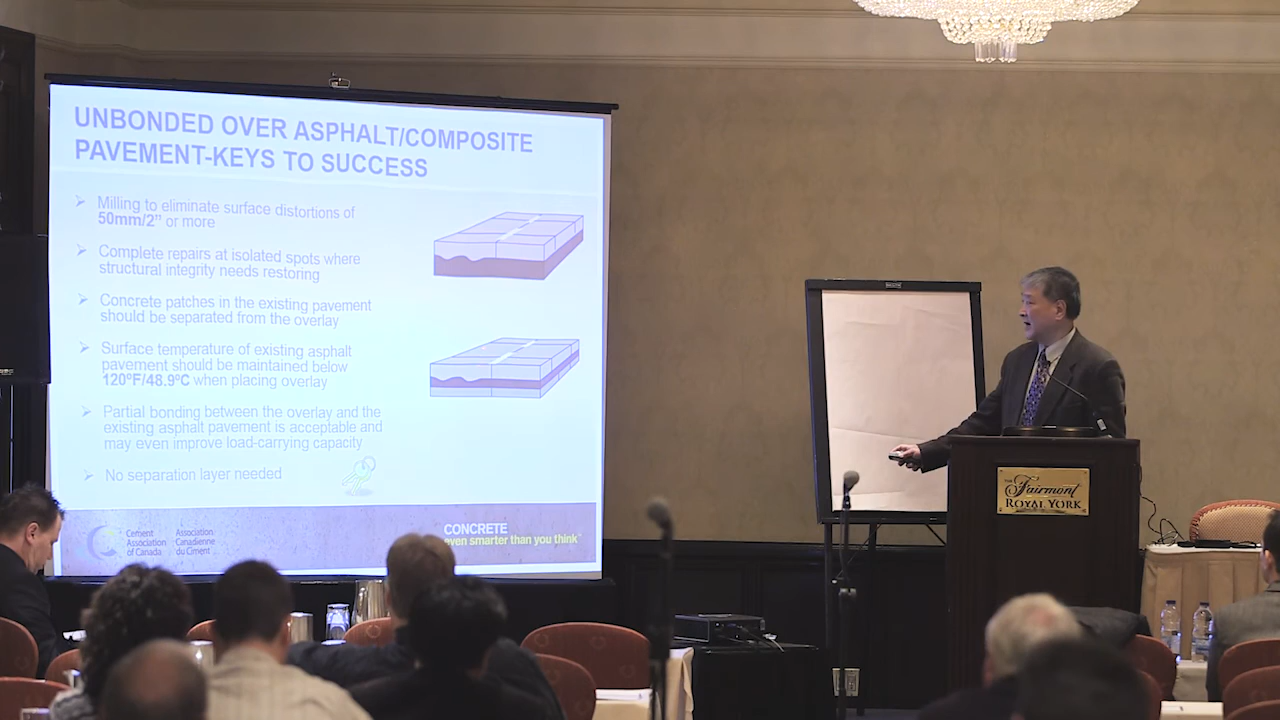 UNBONDED OVER ASPHALT/COMPOSITE
PAVEMENT-KEYS TO SUCCESS
Milling to eliminate surface distortions of
50mm/2” or more
Complete repairs at isolated spots where
structural integrity needs restoring
Concrete patches in the existing pavement
should be separated from the overlay
Surface temperature of existing asphalt
pavement should be maintained below
120ºF/48.9ºC when placing overlay
Partial bonding between the overlay and the
existing asphalt pavement is acceptable and
may even improve load-carrying capacity
No separation layer needed
Cement
Association
of Canada
Association
Canadienne
du Ciment
CONCRETE
even smarter than you think
THE
Fairmont
ROYAL YORK